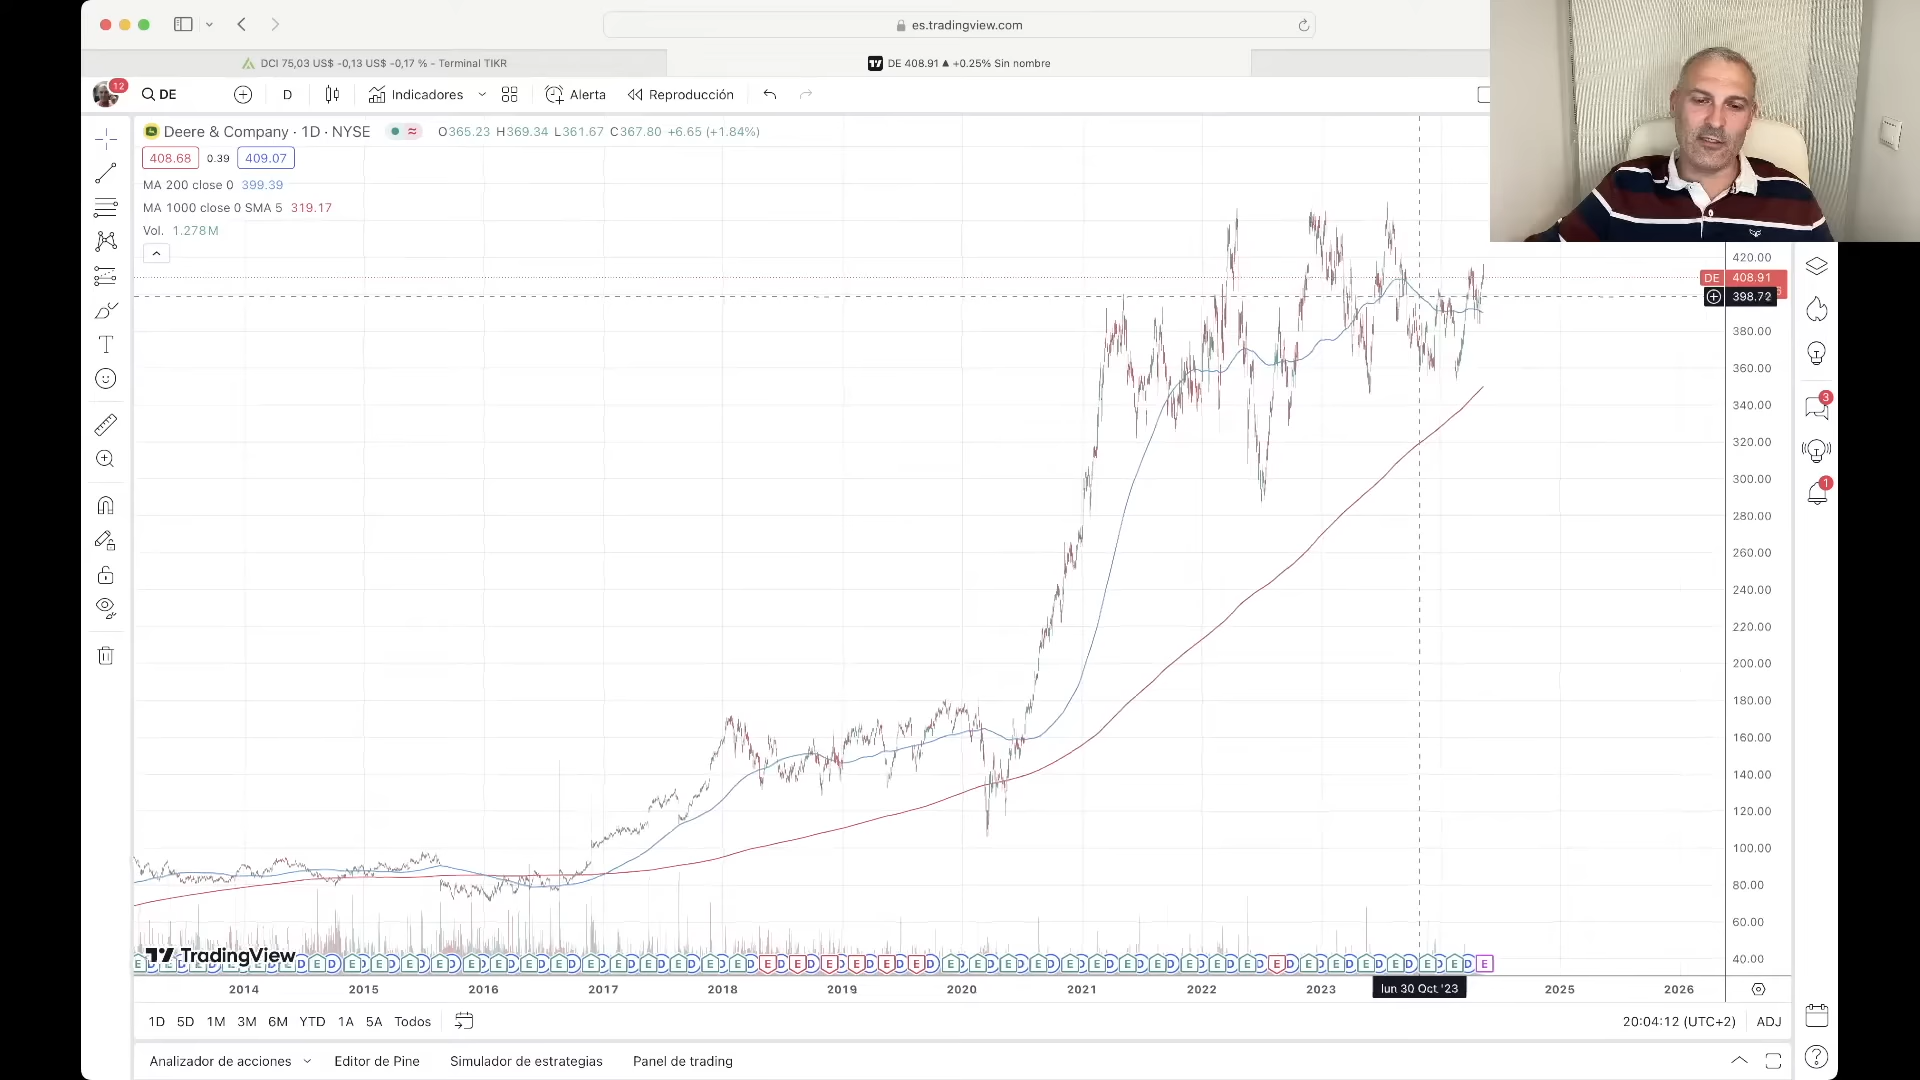 es.tradingview.com
DCI 75,03 US$ -0,13 US$ -0,17 % - Terminal TIKR
DE 408.91 ▲ +0.25% Sin nombre
12
DE
D
Indicadores
Alerta
Reproducción
Deere & Company · 1D · NYSE
O365.23 H369.34 L361.67 C367.80 +6.65 (+1.84%)
408.68 0.39 409.07
MA 200 close 0 399.39
MA 1000 close 0 SMA 5 319.17
Vol. 1.278M
420.00
DE 408.91
398.72
380.00
360.00
340.00
320.00
300.00
280.00
260.00
240.00
220.00
200.00
180.00
160.00
140.00
120.00
100.00
80.00
60.00
40.00
3
1
TradingView
2014 2015 2016 2017 2018 2019 2020 2021 2022 2023 lun 30 Oct '23 2025 2026
1D 5D 1M 3M 6M YTD 1A 5A Todos
20:04:12 (UTC+2) ADJ
Analizador de acciones Editor de Pine Simulador de estrategias Panel de trading